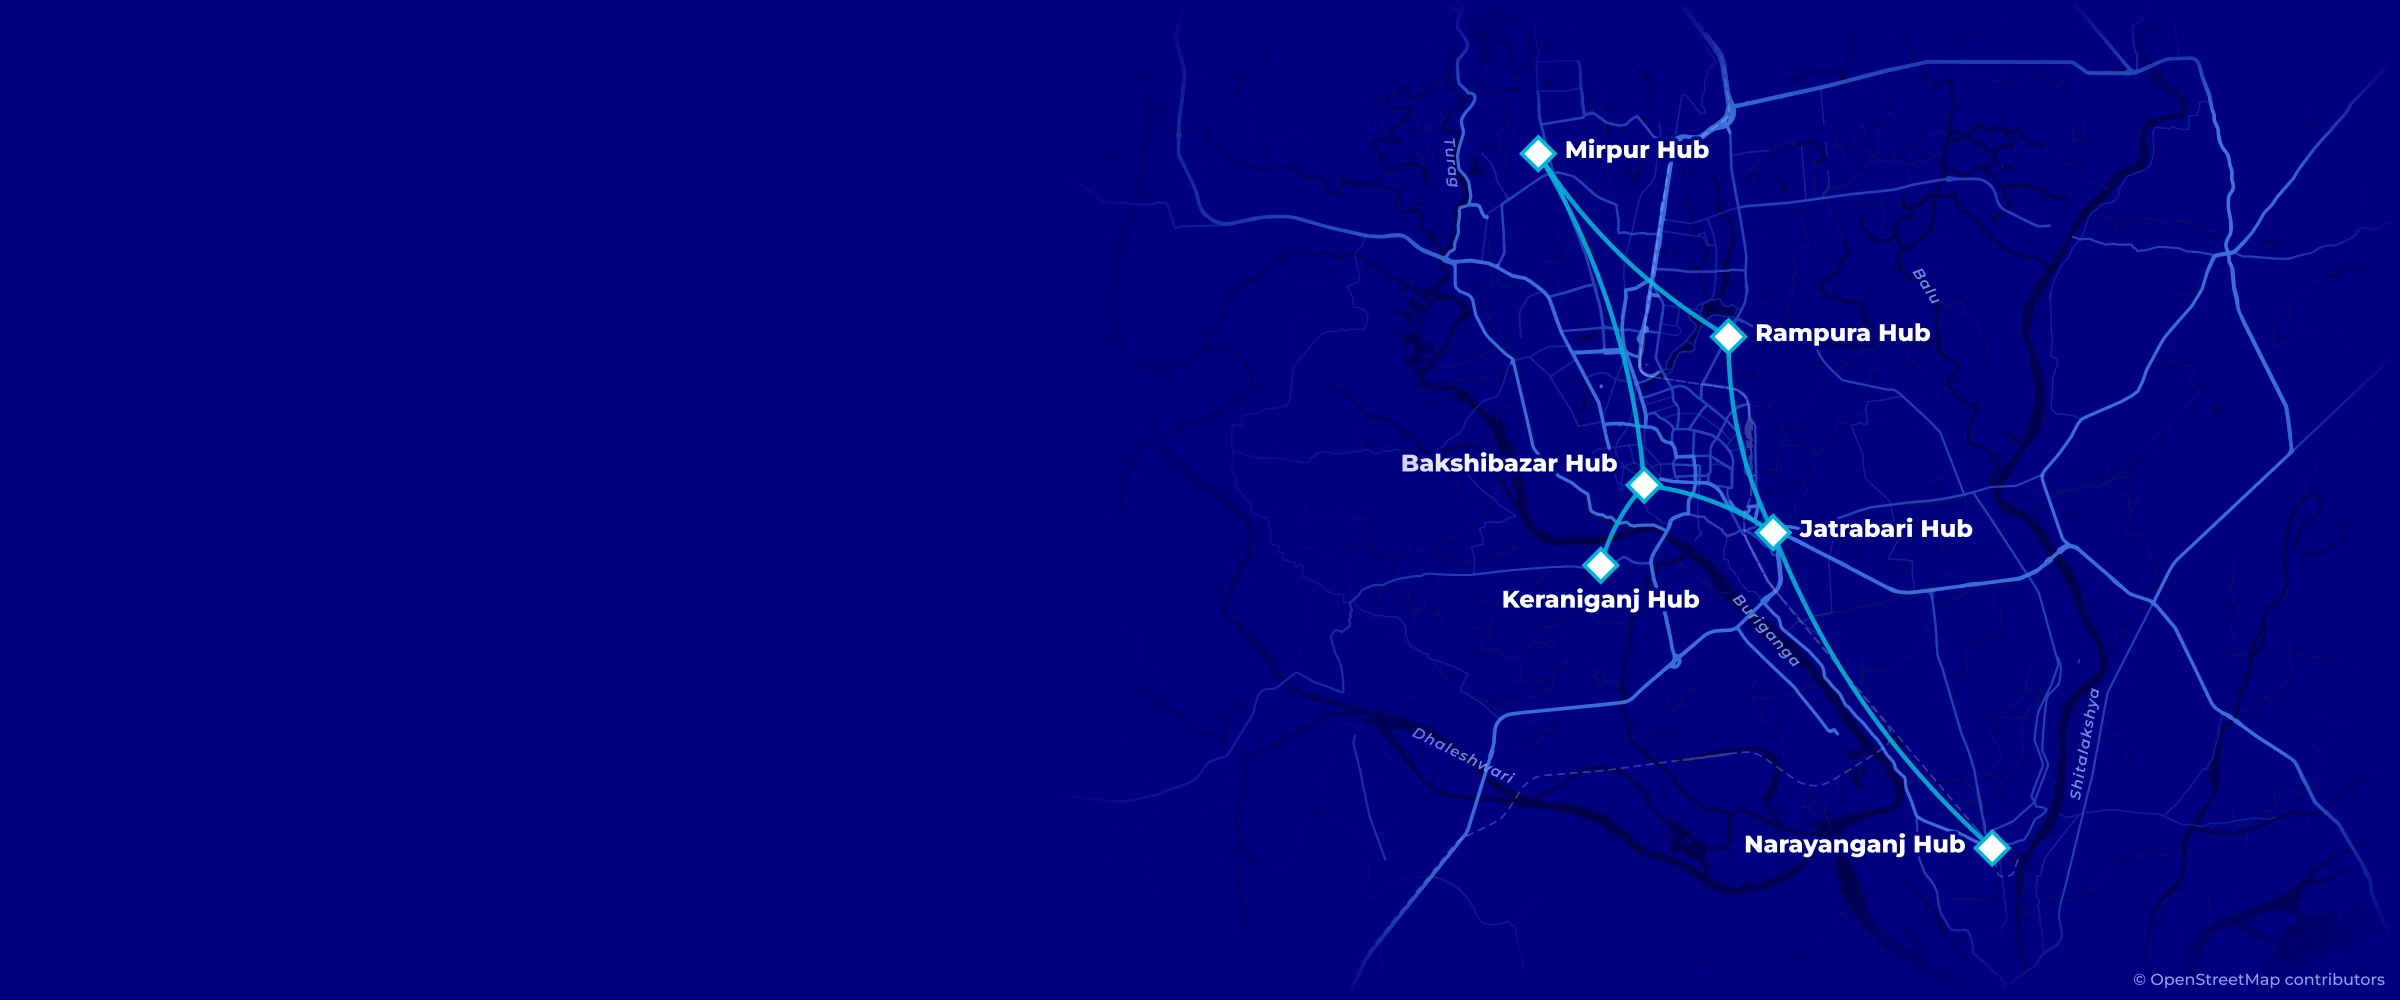 Turag
Mirpur Hub
Balu
Rampura Hub
Bakshibazar Hub
Jatrabari Hub
Keraniganj Hub
Buriganga
Dhaleshwari
Shitalakshya
Narayanganj Hub
© OpenStreetMap contributors